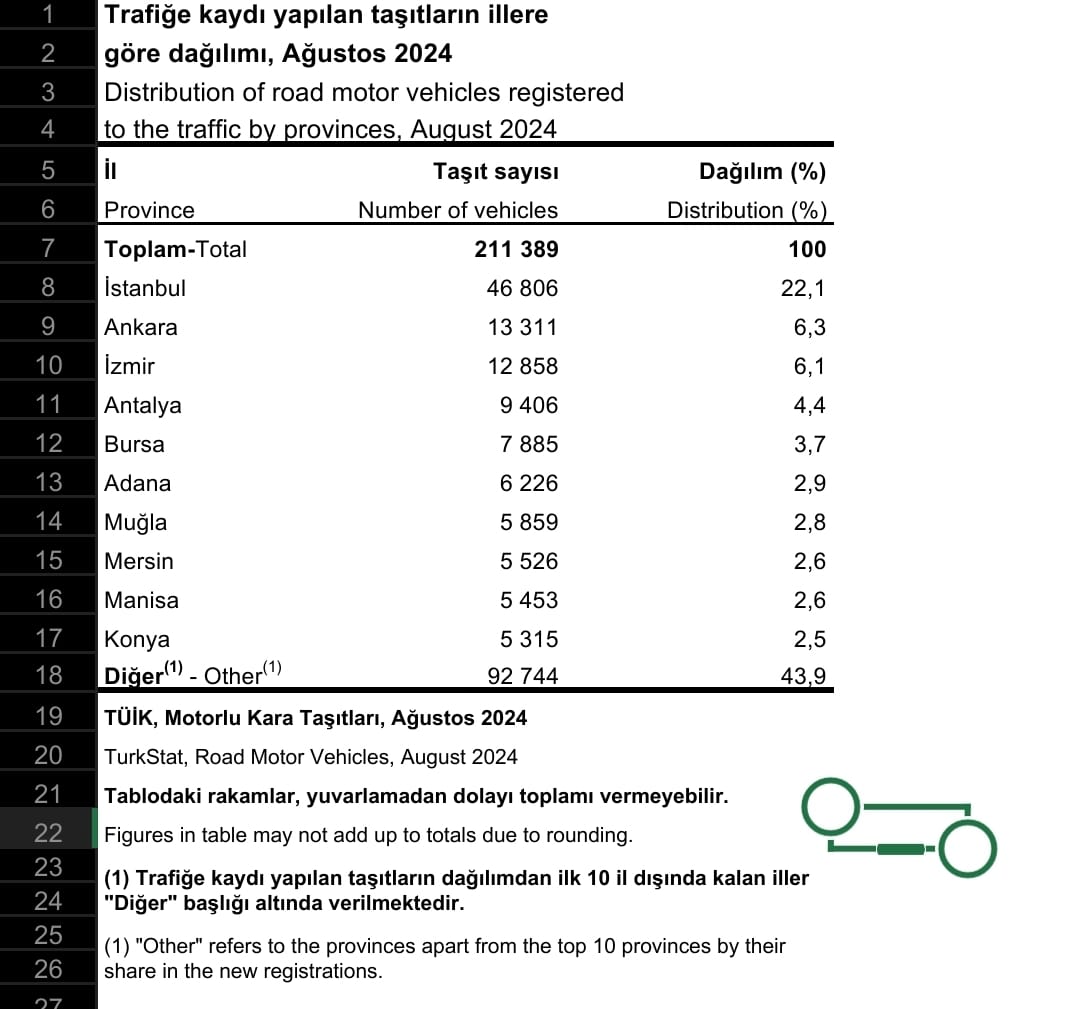 1 Trafiğe kaydı yapılan taşıtların illere
2 göre dağılımı, Ağustos 2024
3 Distribution of road motor vehicles registered
4 to the traffic by provinces, August 2024
5 İl Taşıt sayısı Dağılım (%)
6 Province Number of vehicles Distribution (%)
7 Toplam-Total 211 389 100
8 İstanbul 46 806 22,1
9 Ankara 13 311 6,3
10 İzmir 12 858 6,1
11 Antalya 9 406 4,4
12 Bursa 7 885 3,7
13 Adana 6 226 2,9
14 Muğla 5 859 2,8
15 Mersin 5 526 2,6
16 Manisa 5 453 2,6
17 Konya 5 315 2,5
18 Diğer(1) - Other(1) 92 744 43,9
19 TÜİK, Motorlu Kara Taşıtları, Ağustos 2024
20 TurkStat, Road Motor Vehicles, August 2024
21 Tablodaki rakamlar, yuvarlamadan dolayı toplamı vermeyebilir.
22 Figures in table may not add up to totals due to rounding.
23 (1) Trafiğe kaydı yapılan taşıtların dağılımdan ilk 10 il dışında kalan iller
24 "Diğer" başlığı altında verilmektedir.
25 (1) "Other" refers to the provinces apart from the top 10 provinces by their
26 share in the new registrations.
27